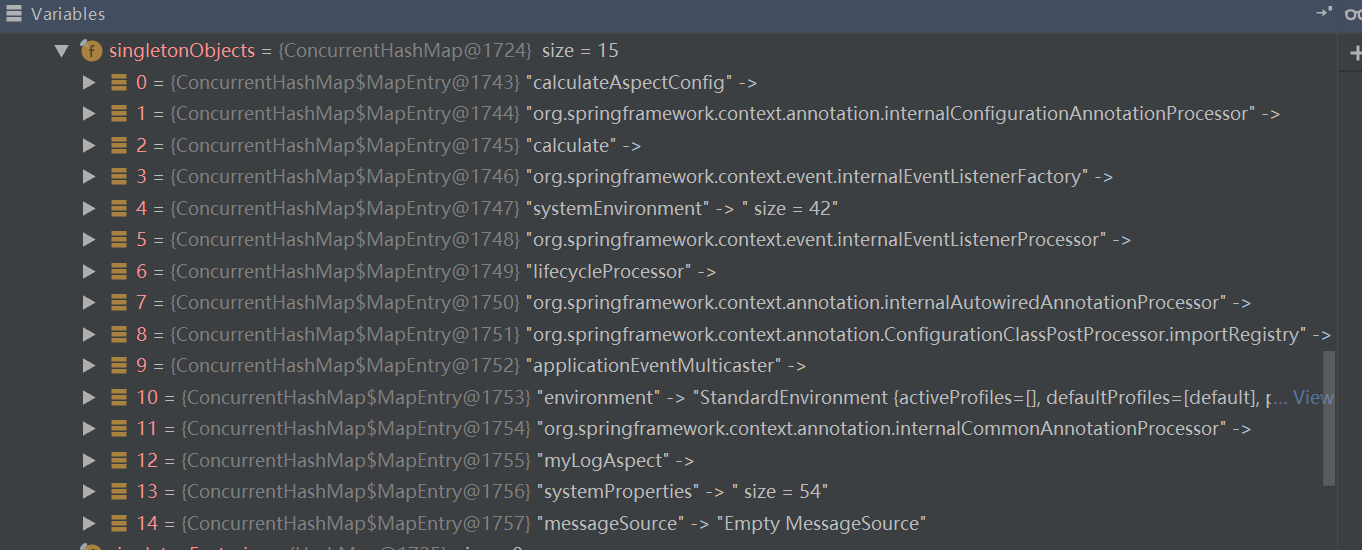 Variables
f singletonObjects = {ConcurrentHashMap@1724} size = 15
0 = {ConcurrentHashMap$MapEntry@1743} "calculateAspectConfig" ->
1 = {ConcurrentHashMap$MapEntry@1744} "org.springframework.context.annotation.internalConfigurationAnnotationProcessor" ->
2 = {ConcurrentHashMap$MapEntry@1745} "calculate" ->
3 = {ConcurrentHashMap$MapEntry@1746} "org.springframework.context.event.internalEventListenerFactory" ->
4 = {ConcurrentHashMap$MapEntry@1747} "systemEnvironment" -> " size = 42"
5 = {ConcurrentHashMap$MapEntry@1748} "org.springframework.context.event.internalEventListenerProcessor" ->
6 = {ConcurrentHashMap$MapEntry@1749} "lifecycleProcessor" ->
7 = {ConcurrentHashMap$MapEntry@1750} "org.springframework.context.annotation.internalAutowiredAnnotationProcessor" ->
8 = {ConcurrentHashMap$MapEntry@1751} "org.springframework.context.annotation.ConfigurationClassPostProcessor.importRegistry" ->
9 = {ConcurrentHashMap$MapEntry@1752} "applicationEventMulticaster" ->
10 = {ConcurrentHashMap$MapEntry@1753} "environment" -> "StandardEnvironment {activeProfiles=[], defaultProfiles=[default], p... View
11 = {ConcurrentHashMap$MapEntry@1754} "org.springframework.context.annotation.internalCommonAnnotationProcessor" ->
12 = {ConcurrentHashMap$MapEntry@1755} "myLogAspect" ->
13 = {ConcurrentHashMap$MapEntry@1756} "systemProperties" -> " size = 54"
14 = {ConcurrentHashMap$MapEntry@1757} "messageSource" -> "Empty MessageSource"